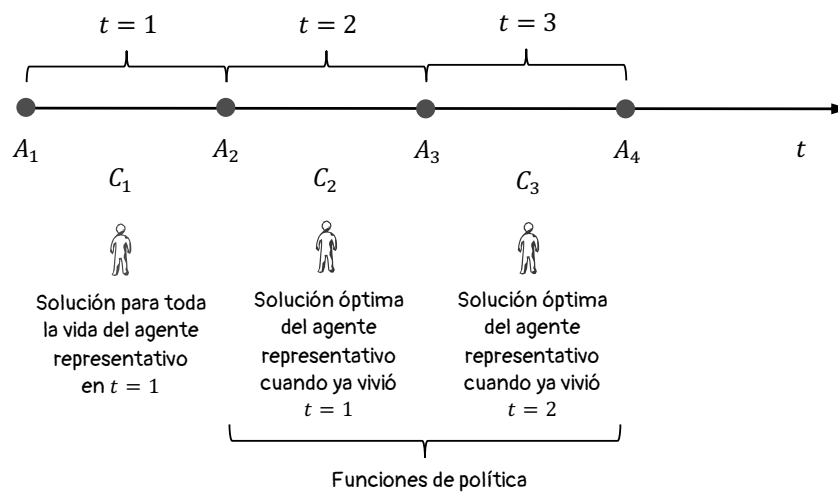 t = 1
t = 2
t = 3
A₁
A₂
A₃
A₄
t
C₁
C₂
C₃
Solución para toda
la vida del agente
representativo
en t = 1
Solución óptima
del agente
representativo
cuando ya vivió
t = 1
Solución óptima
del agente
representativo
cuando ya vivió
t = 2
Funciones de política